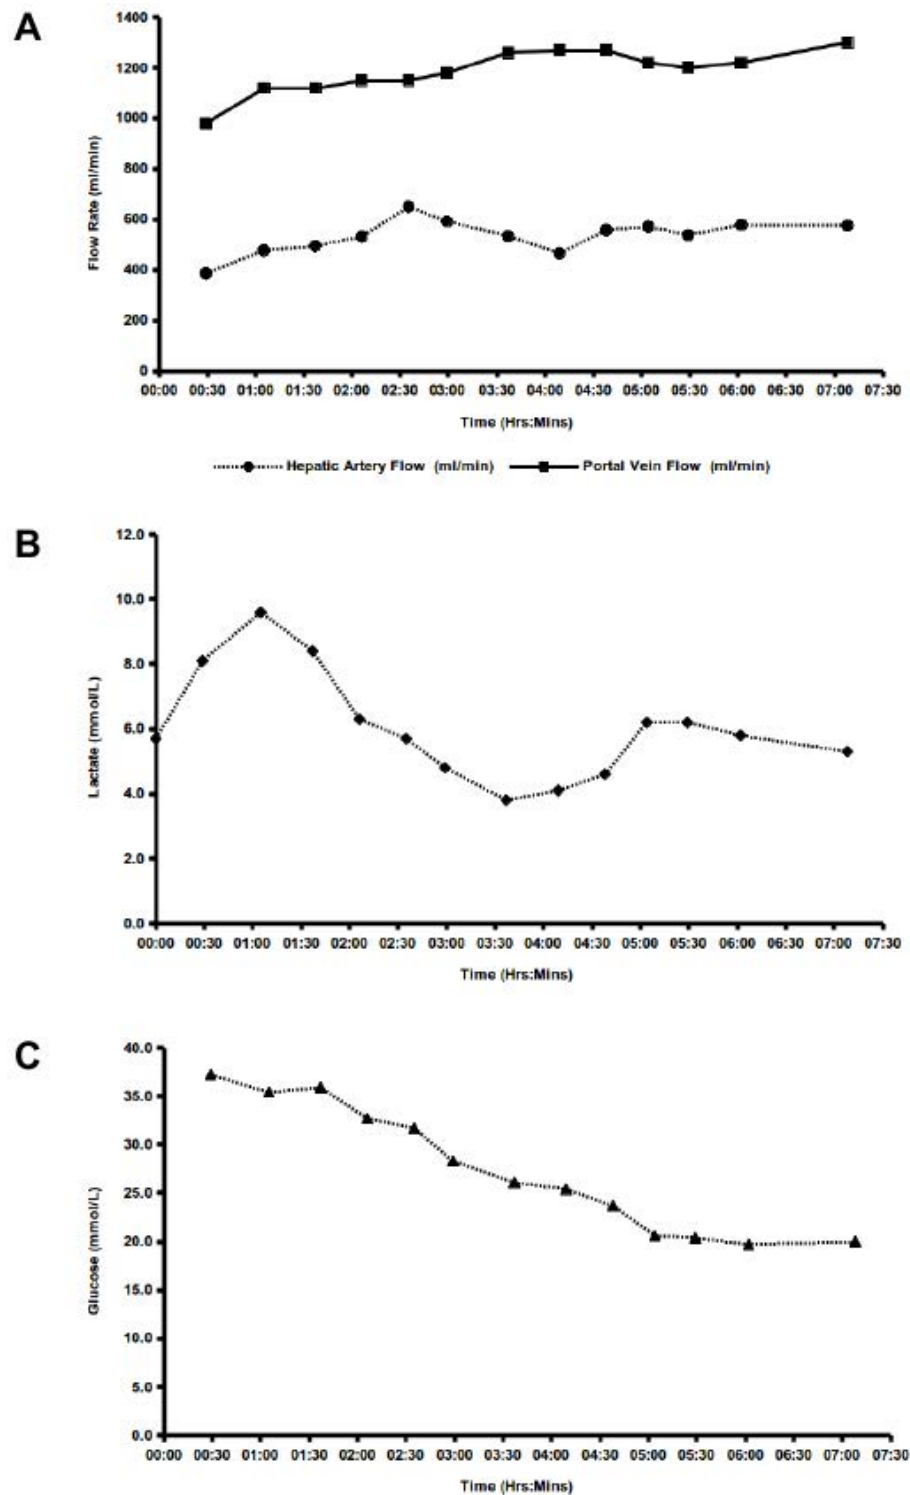 A
1400
1200
1000
800
600
400
200
0
Flow Rate (ml/min)
00:00 00:30 01:00 01:30 02:00 02:30 03:00 03:30 04:00 04:30 05:00 05:30 06:00 06:30 07:00 07:30
Time (Hrs:Mins)
Hepatic Artery Flow (ml/min) Portal Vein Flow (ml/min)
B
12.0
10.0
8.0
6.0
4.0
2.0
0.0
Lactate (mmol/L)
00:00 00:30 01:00 01:30 02:00 02:30 03:00 03:30 04:00 04:30 05:00 05:30 06:00 06:30 07:00 07:30
Time (Hrs:Mins)
C
40.0
35.0
30.0
25.0
20.0
15.0
10.0
5.0
0.0
Glucose (mmol/L)
00:00 00:30 01:00 01:30 02:00 02:30 03:00 03:30 04:00 04:30 05:00 05:30 06:00 06:30 07:00 07:30
Time (Hrs:Mins)